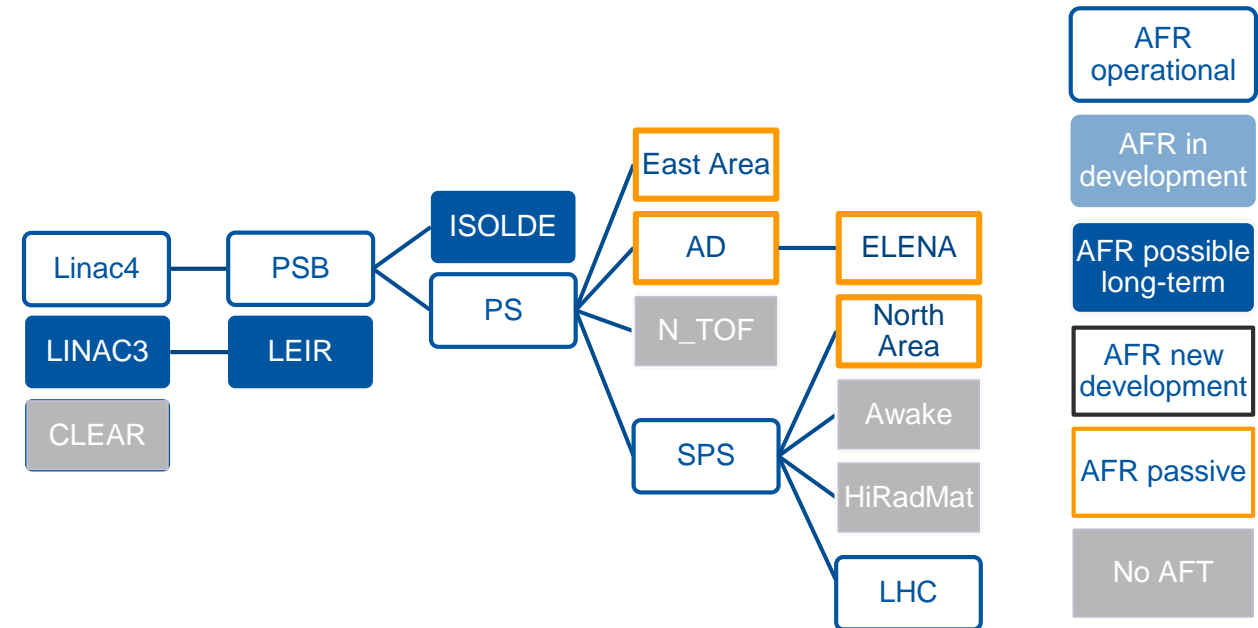 Linac4
LINAC3
CLEAR
PSB
LEIR
ISOLDE
PS
East Area
AD
N_TOF
SPS
ELENA
North
Area
Awake
HiRadMat
LHC
AFR
operational
AFR in
development
AFR possible
long-term
AFR new
development
AFR passive
No AFT